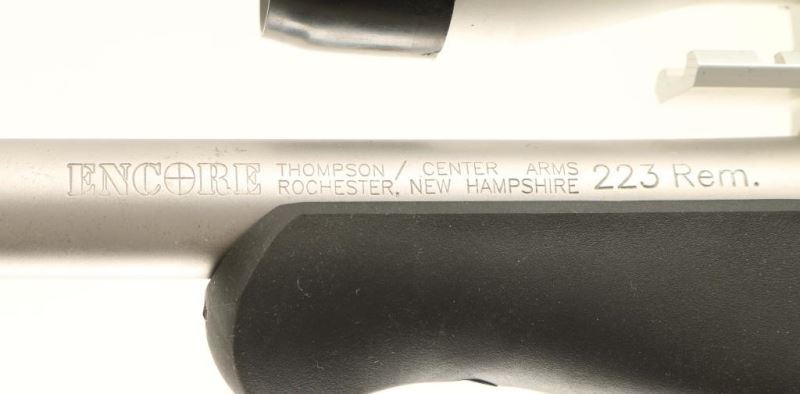 ENCORE THOMPSON / CENTER ARMS
ROCHESTER, NEW HAMPSHIRE 223 Rem.